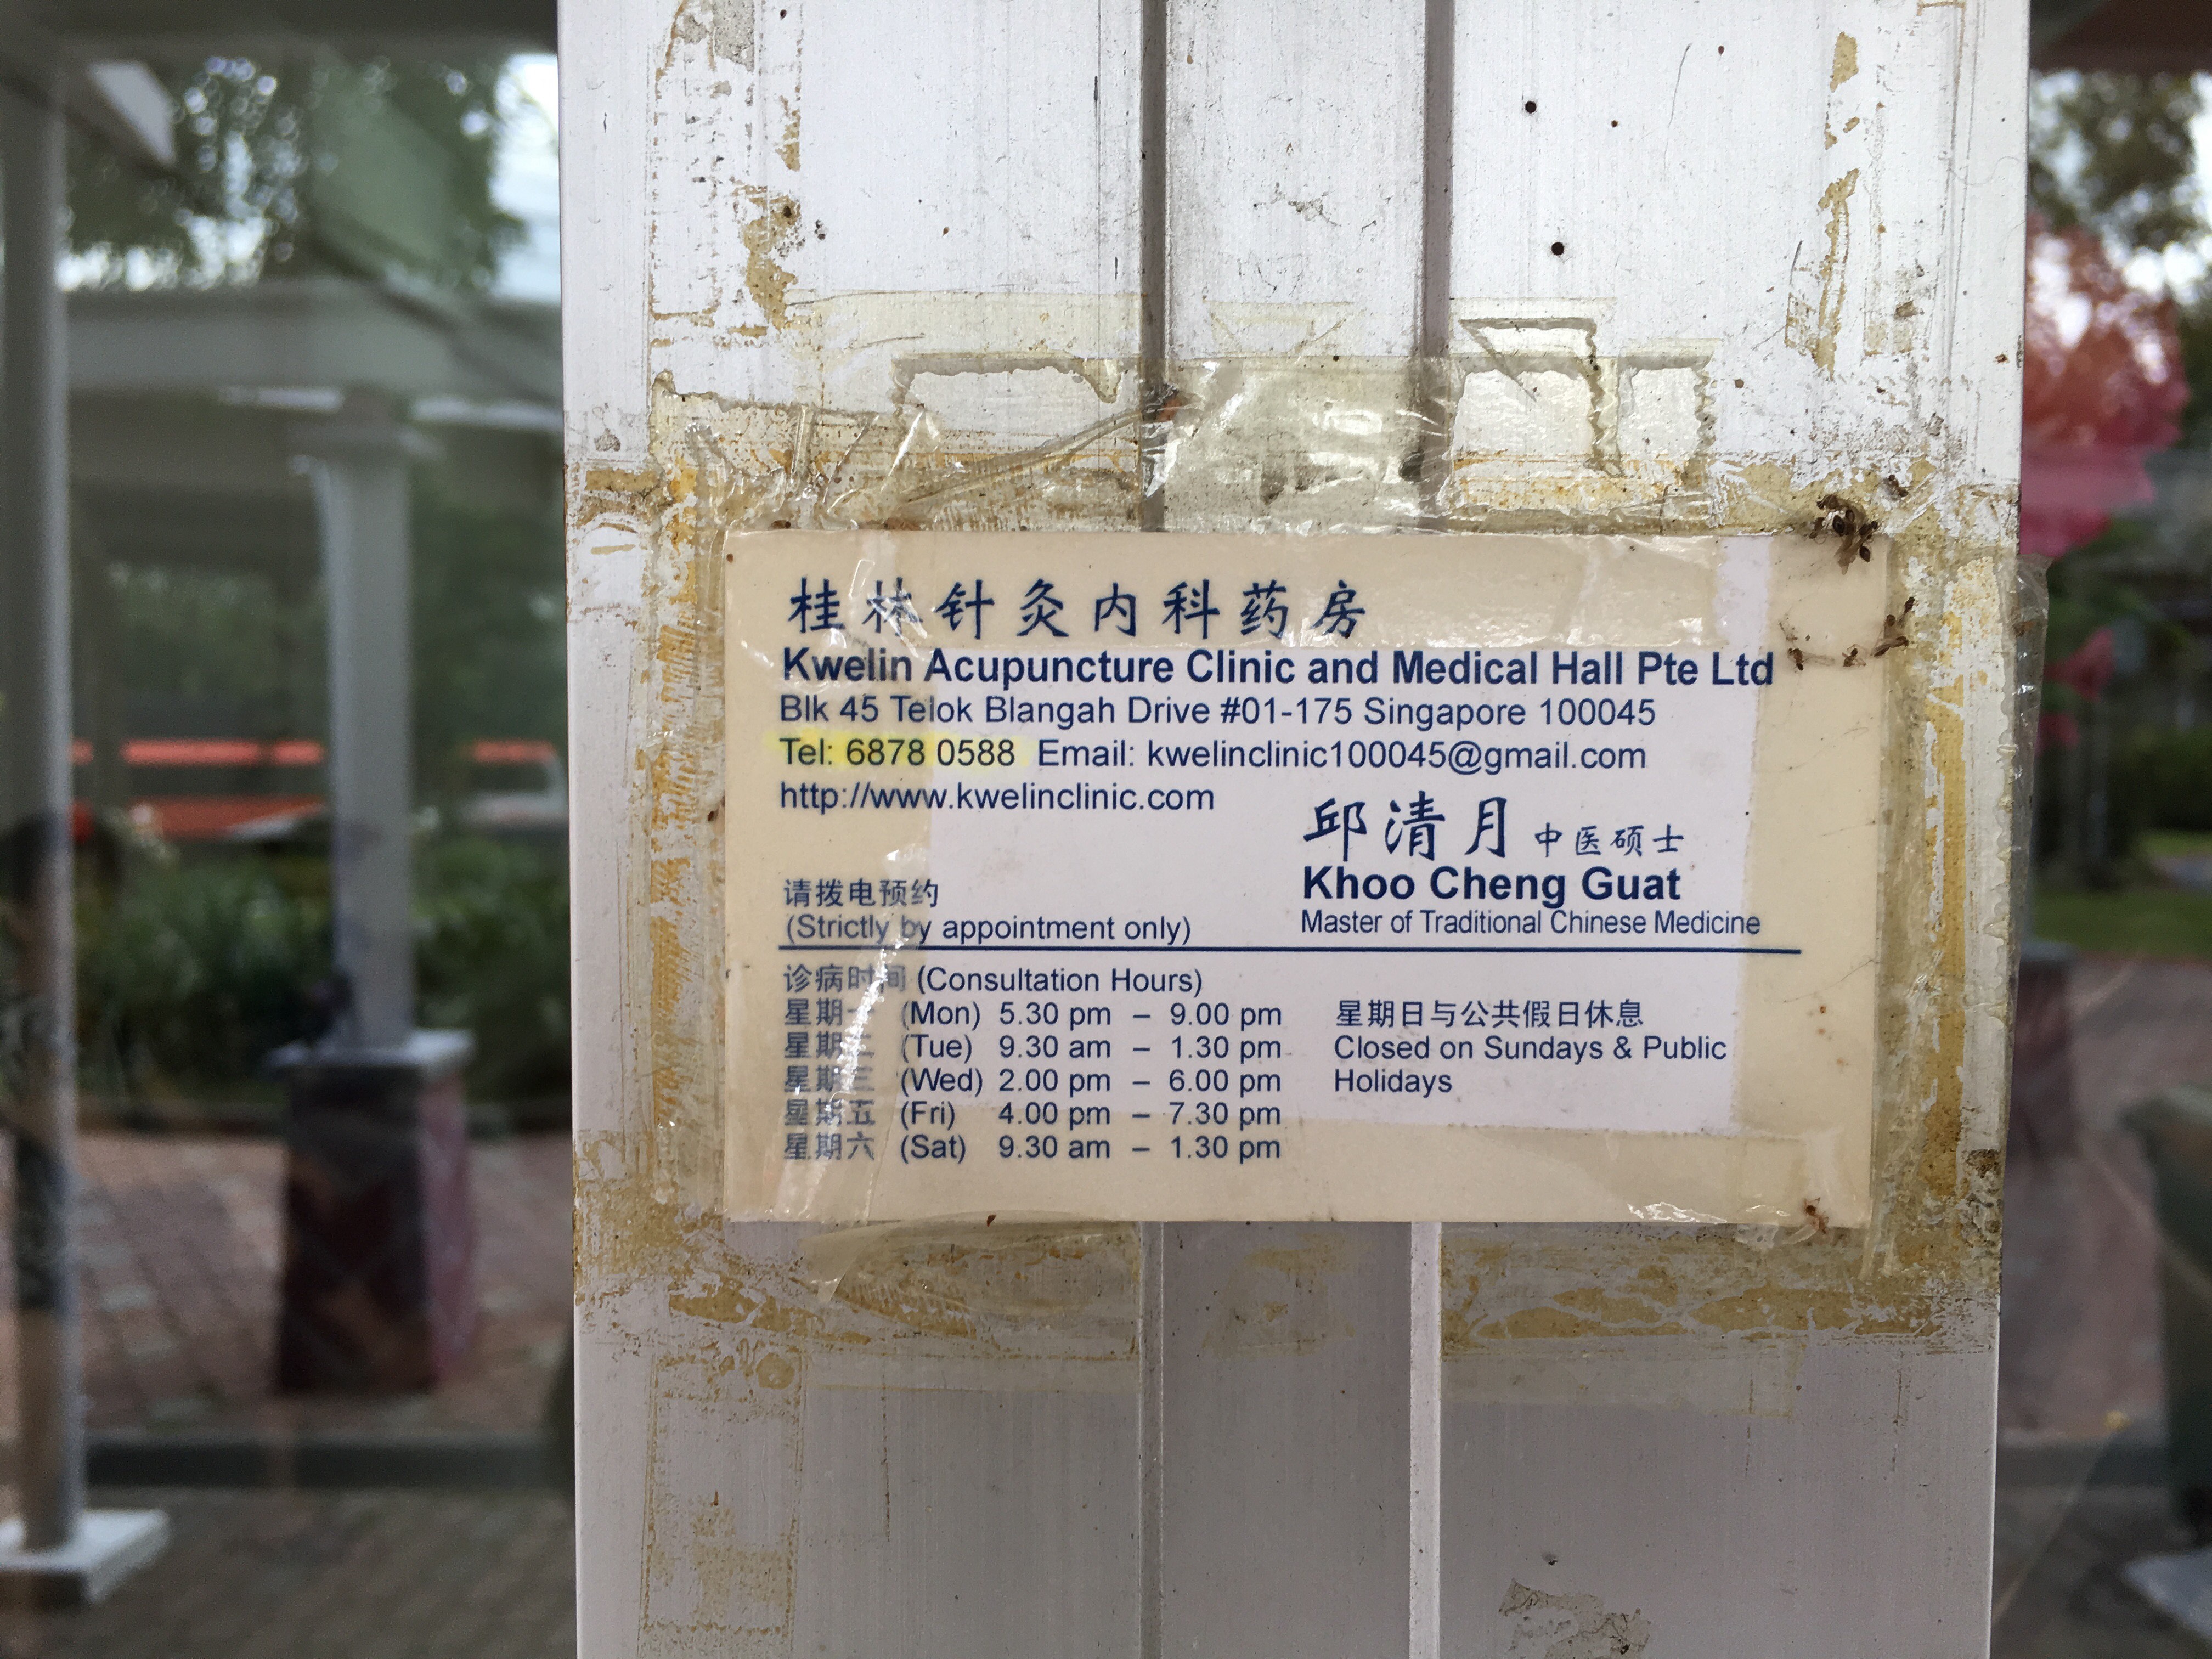 桂林针灸内科药房
Kwelin Acupuncture Clinic and Medical Hall Pte Ltd
Blk 45 Telok Blangah Drive #01-175 Singapore 100045
Tel: 6878 0588 Email: kwelinclinic100045@gmail.com
http://www.kwelinclinic.com
邱清月 中医硕士
Khoo Cheng Guat
Master of Traditional Chinese Medicine
请拨电预约
(Strictly by appointment only)
诊病时间 (Consultation Hours)
星期一 (Mon) 5.30 pm – 9.00 pm
星期二 (Tue) 9.30 am – 1.30 pm
星期三 (Wed) 2.00 pm – 6.00 pm
星期五 (Fri) 4.00 pm – 7.30 pm
星期六 (Sat) 9.30 am – 1.30 pm
星期日与公共假日休息
Closed on Sundays & Public
Holidays